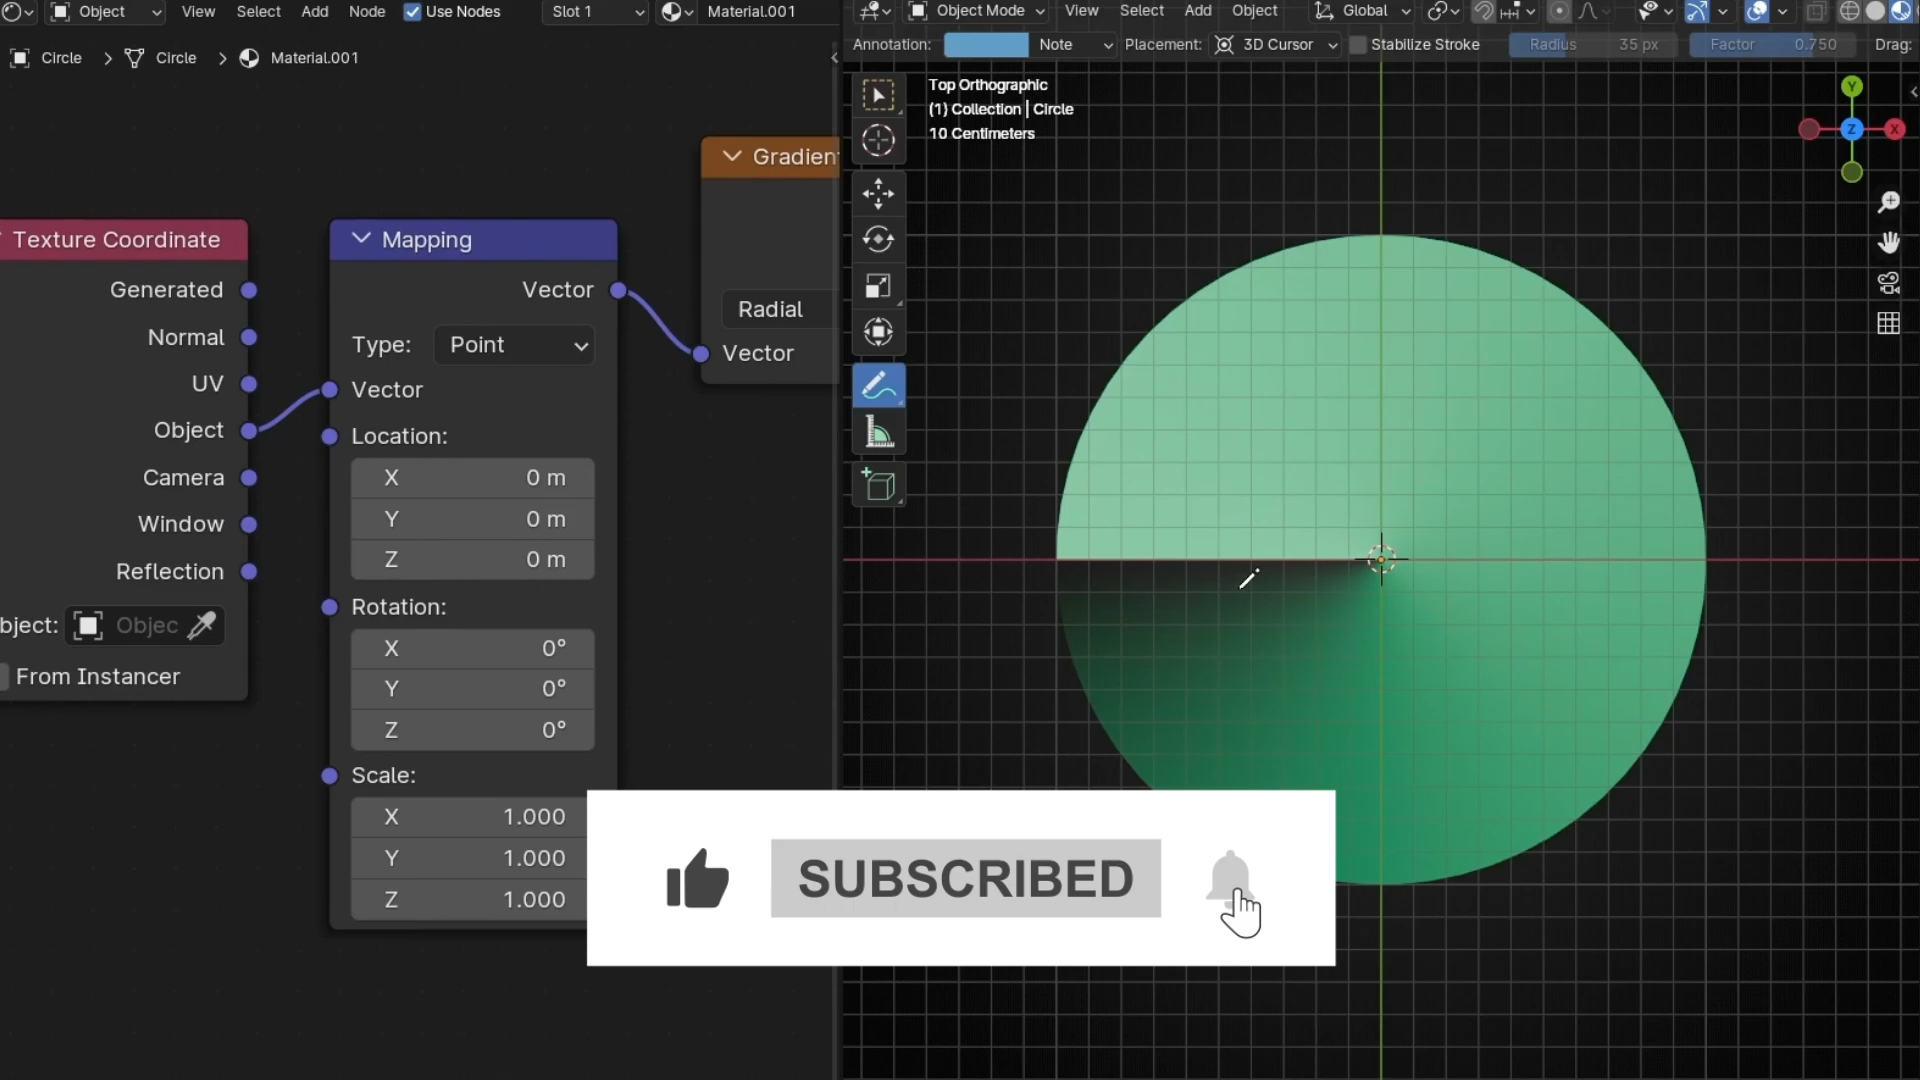 Object View Select Add Node Use Nodes Slot 1 Material.001
Circle Circle Material.001
Texture Coordinate
Generated
Normal
UV
Object
Camera
Window
Reflection
bject: Objec
From Instancer
Mapping
Vector
Type: Point
Vector
Location:
X 0 m
Y 0 m
Z 0 m
Rotation:
X 0°
Y 0°
Z 0°
Scale:
X 1.000
Y 1.000
Z 1.000
Gradien
Radial
Vector
Object Mode View Select Add Object Global
Annotation: Note Placement: 3D Cursor Stabilize Stroke Radius 35 px Factor 0.750 Drag:
Top Orthographic
(1) Collection | Circle
10 Centimeters
Y
Z X
SUBSCRIBED